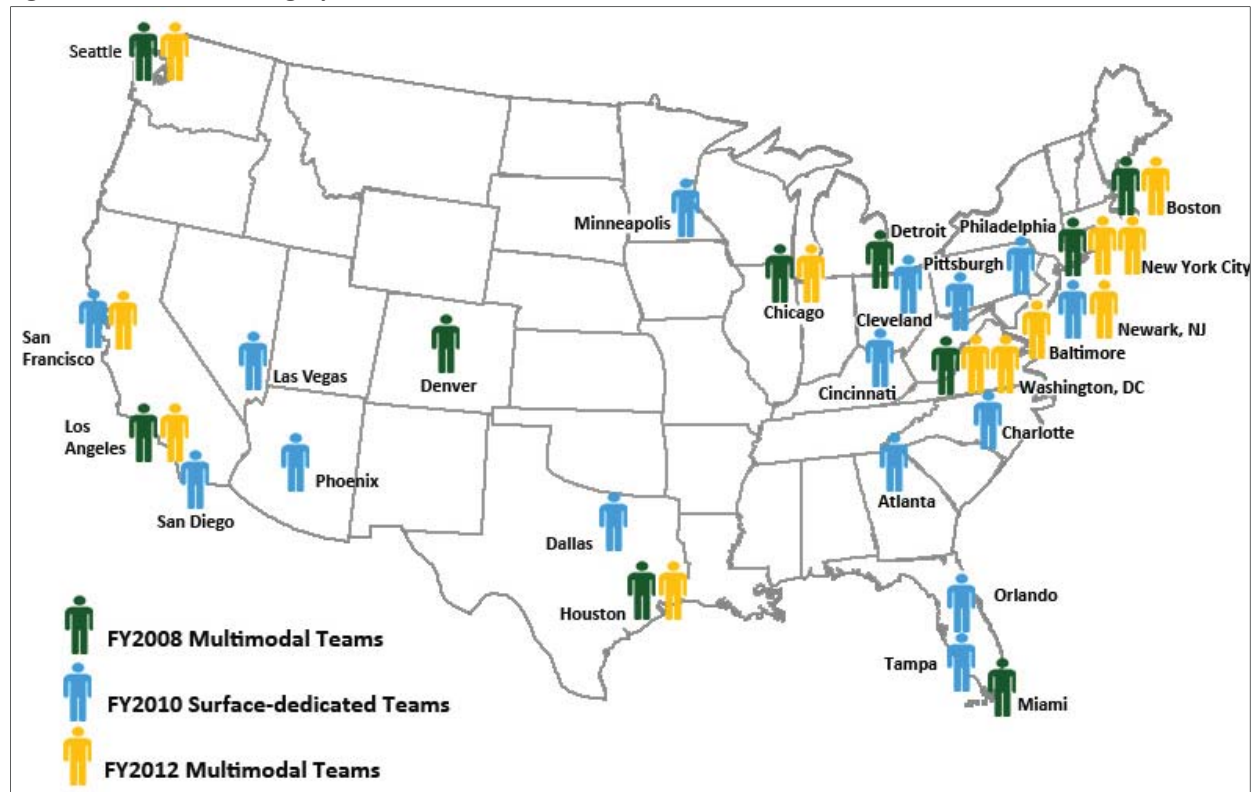 Seattle
Minneapolis
Boston
Detroit
Philadelphia
Pittsburgh
New York City
Chicago
Cleveland
Newark, NJ
San
Francisco
Las Vegas
Denver
Baltimore
Cincinnati
Washington, DC
Los
Angeles
Charlotte
Phoenix
Atlanta
San Diego
Dallas
Houston
Orlando
Tampa
Miami
FY2008 Multimodal Teams
FY2010 Surface-dedicated Teams
FY2012 Multimodal Teams